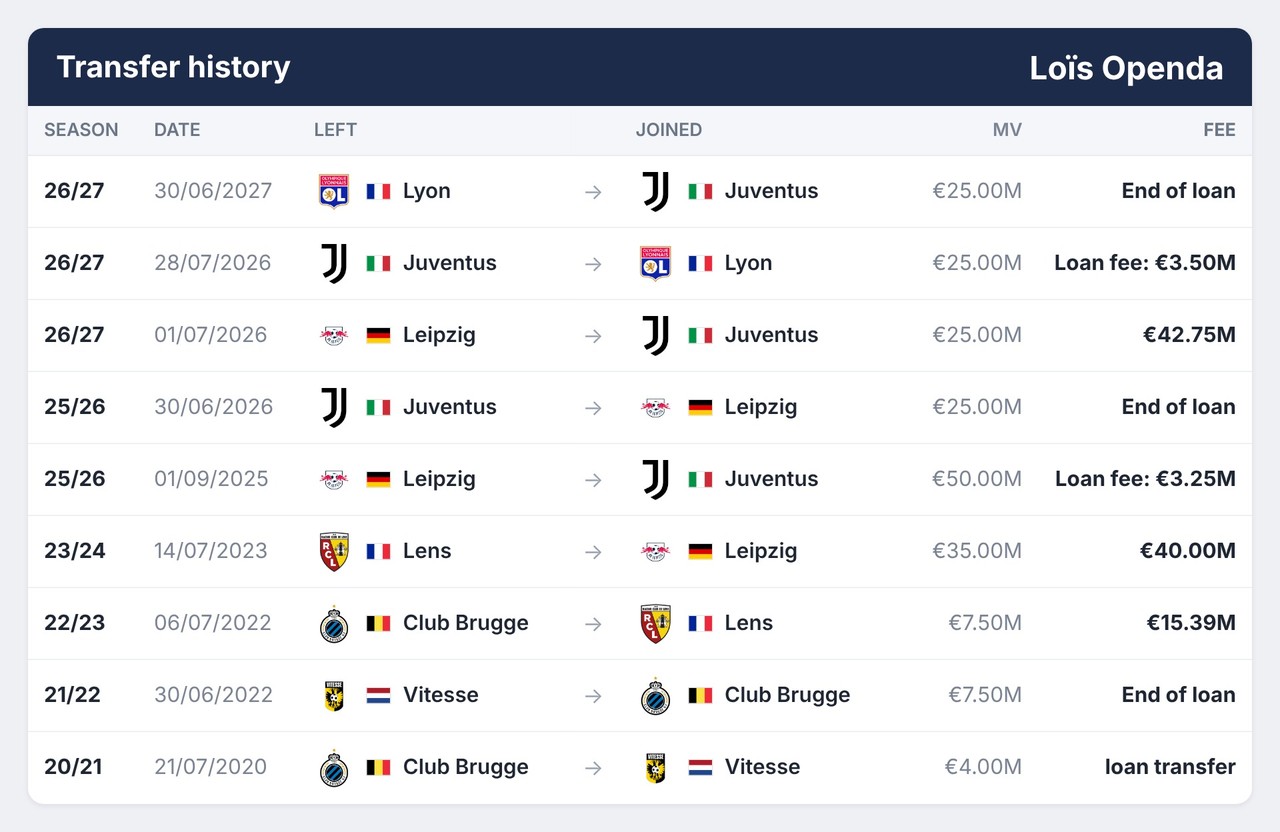 Transfer history Loïs Openda
SEASON DATE LEFT JOINED MV FEE
26/27 30/06/2027 Lyon → Juventus €25.00M End of loan
26/27 28/07/2026 Juventus → Lyon €25.00M Loan fee: €3.50M
26/27 01/07/2026 Leipzig → Juventus €25.00M €42.75M
25/26 30/06/2026 Juventus → Leipzig €25.00M End of loan
25/26 01/09/2025 Leipzig → Juventus €50.00M Loan fee: €3.25M
23/24 14/07/2023 Lens → Leipzig €35.00M €40.00M
22/23 06/07/2022 Club Brugge → Lens €7.50M €15.39M
21/22 30/06/2022 Vitesse → Club Brugge €7.50M End of loan
20/21 21/07/2020 Club Brugge → Vitesse €4.00M loan transfer